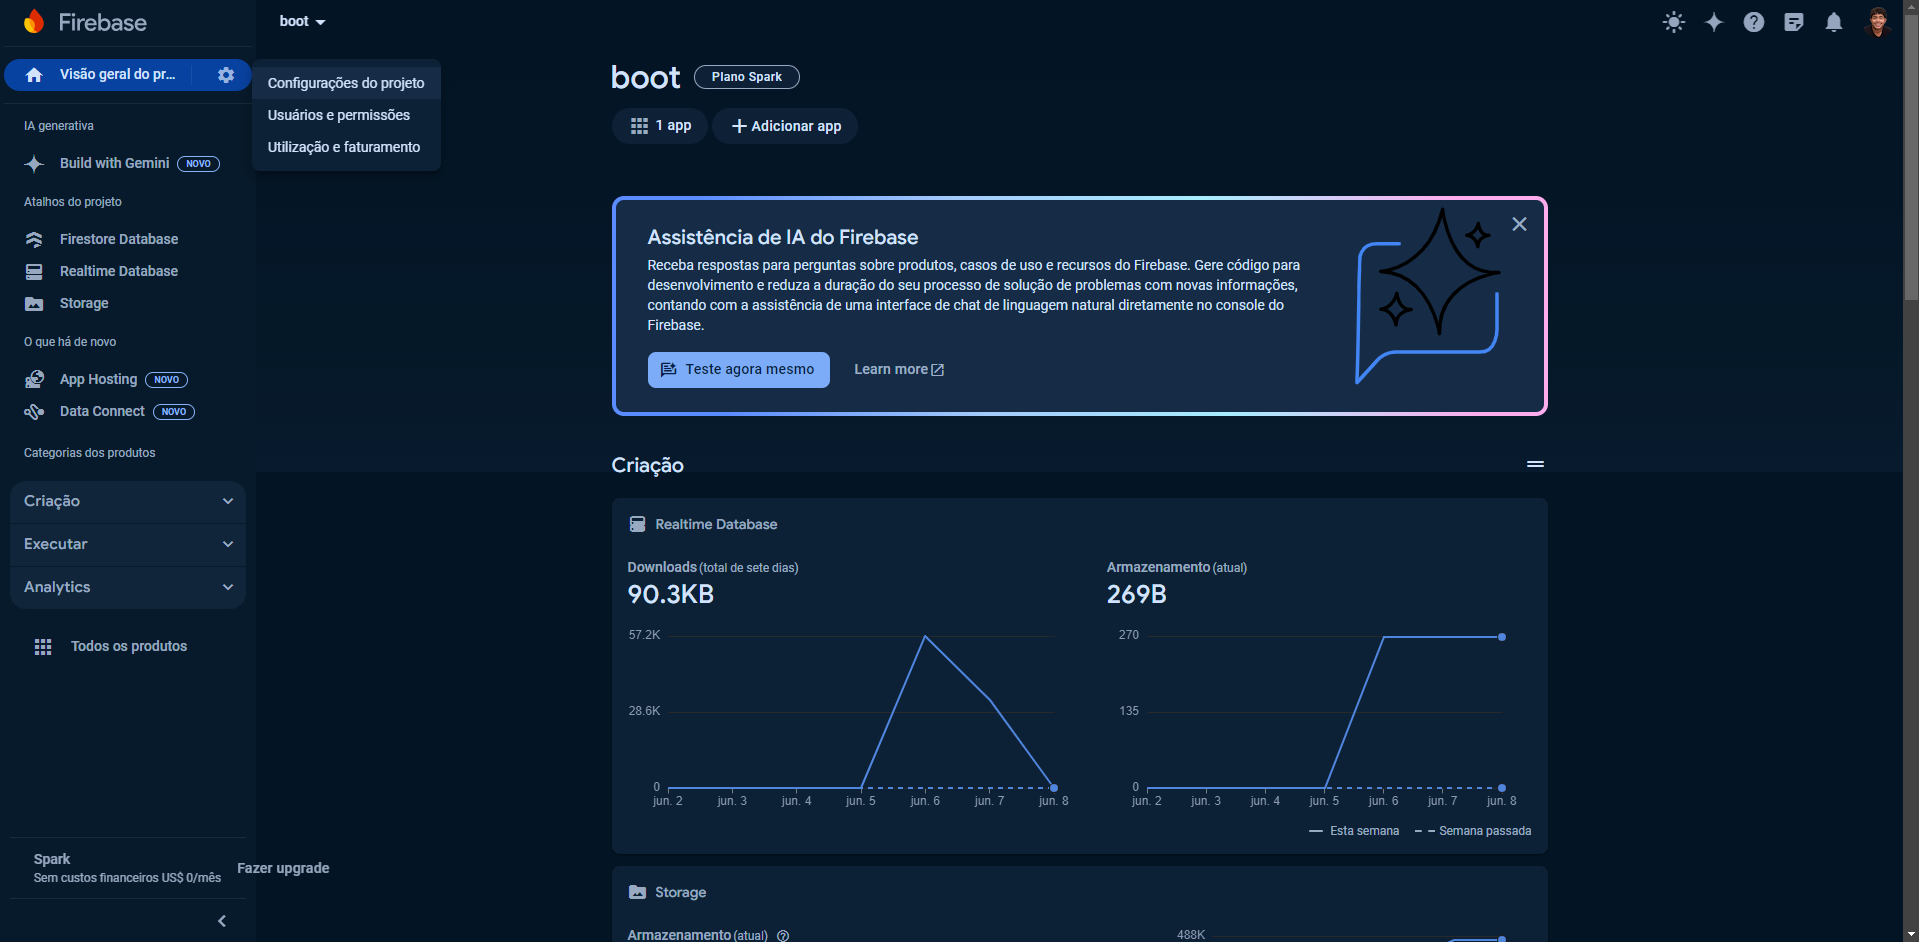 Firebase
boot
Visão geral do pr...
Configurações do projeto
Usuários e permissões
Utilização e faturamento
IA generativa
Build with Gemini NOVO
Atalhos do projeto
Firestore Database
Realtime Database
Storage
O que há de novo
App Hosting NOVO
Data Connect NOVO
Categorias dos produtos
Criação
Executar
Analytics
Todos os produtos
Spark
Sem custos financeiros US$ 0/mês
Fazer upgrade
boot Plano Spark
1 app
Adicionar app
Assistência de IA do Firebase
Receba respostas para perguntas sobre produtos, casos de uso e recursos do Firebase. Gere código para
desenvolvimento e reduza a duração do seu processo de solução de problemas com novas informações,
contando com a assistência de uma interface de chat de linguagem natural diretamente no console do
Firebase.
Teste agora mesmo
Learn more
Criação
Realtime Database
Downloads (total de sete dias)
90.3KB
57.2K
28.6K
0
jun. 2 jun. 3 jun. 4 jun. 5 jun. 6 jun. 7 jun. 8
Armazenamento (atual)
269B
270
135
0
jun. 2 jun. 3 jun. 4 jun. 5 jun. 6 jun. 7 jun. 8
Esta semana Semana passada
Storage
Armazenamento (atual)
488K